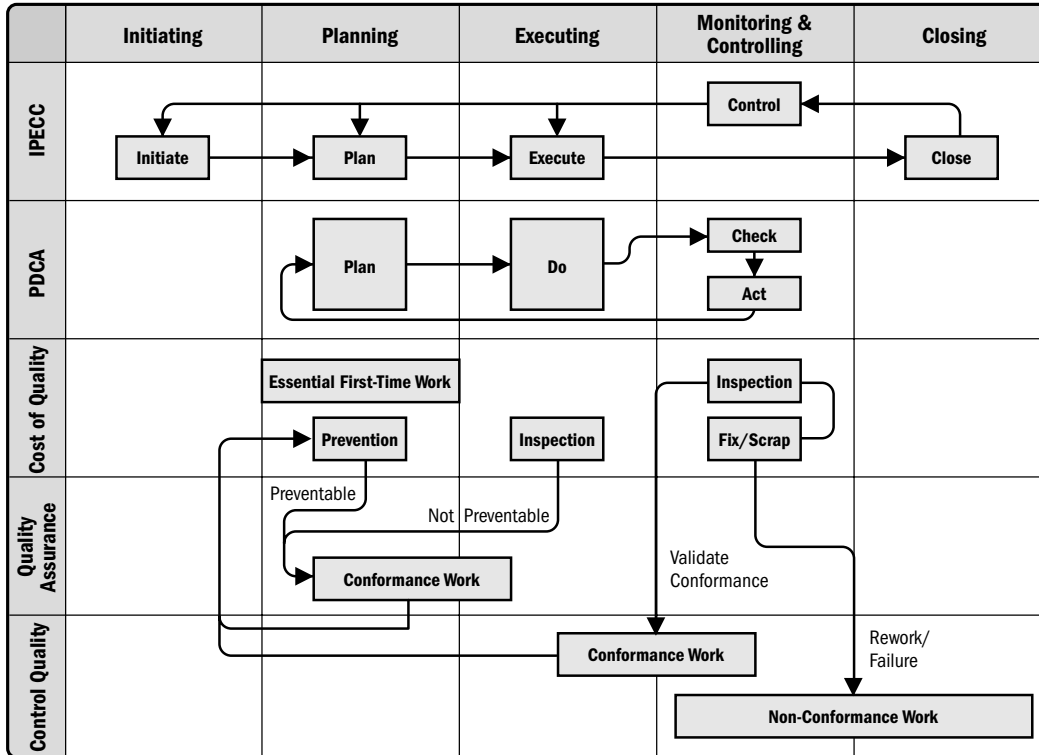 Initiating
Planning
Executing
Monitoring &
Controlling
Closing
IPECC
Control
Initiate
Plan
Execute
Close
PDCA
Plan
Do
Check
Act
Cost of Quality
Essential First-Time Work
Inspection
Prevention
Inspection
Fix/Scrap
Quality
Assurance
Preventable
Not Preventable
Validate
Conformance
Conformance Work
Control Quality
Conformance Work
Rework/
Failure
Non-Conformance Work